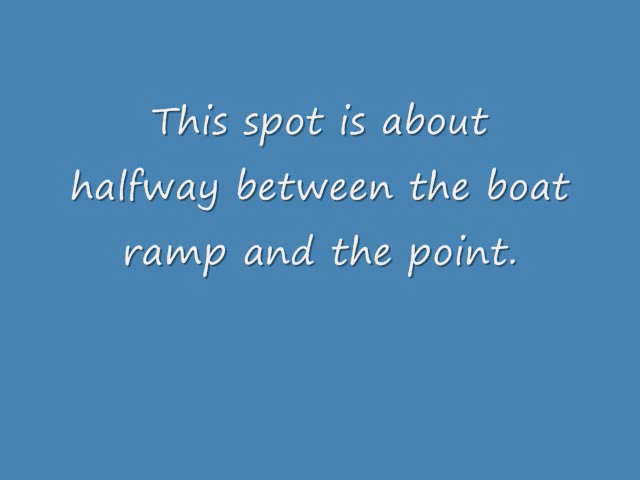 This spot is about
halfway between the boat
ramp and the point.